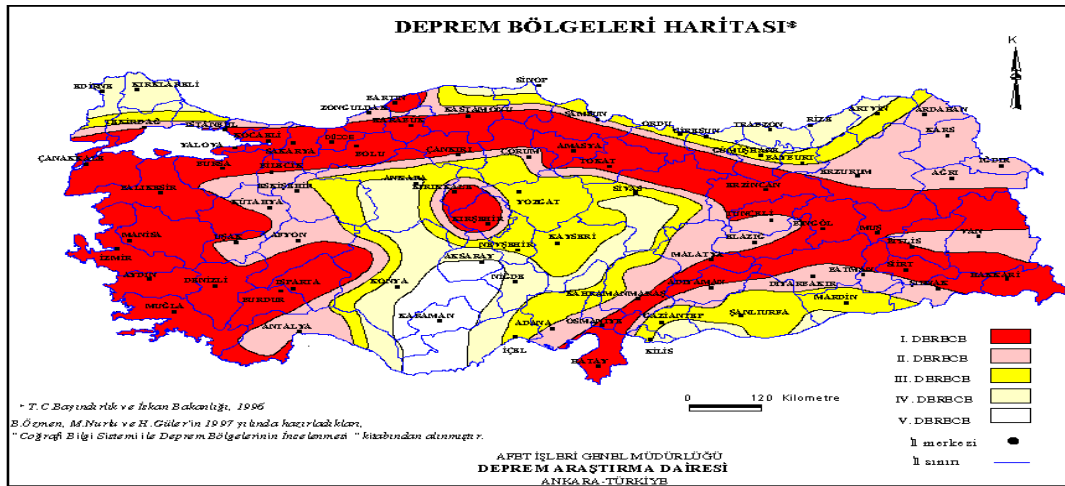 DEPREM BÖLGELERİ HARİTASI*
K
SİNOP
EDİRNE KIRKLARELİ
BARTIN
ZONGULDAK KASTAMONU
KARABÜK
SAMSUN
ARTVİN ARDAHAN
TEKİRDAĞ İSTANBUL
KOCAELİ
ORDU GİRESUN TRABZON RİZE
KARS
YALOVA
SAKARYA DÜZCE BOLU
ÇANKIRI ÇORUM AMASYA
TOKAT
GÜMÜŞHANE
BAYBURT
ÇANAKKALE
BURSA BİLECİK
ERZURUM
AĞRI
IĞDIR
BALIKESİR
ESKİŞEHİR
ANKARA
KIRIKKALE
YOZGAT
SİVAS
ERZİNCAN
KÜTAHYA
KIRŞEHİR
TUNCELİ
BİNGÖL
MUŞ
MANİSA
UŞAK
AFYON
NEVŞEHİR
KAYSERİ
ELAZIĞ
BİTLİS
VAN
İZMİR
AKSARAY
MALATYA
AYDIN
DENİZLİ
ISPARTA
KONYA
NİĞDE
ADIYAMAN
DİYARBAKIR
BATMAN
SİİRT
HAKKARİ
MUĞLA
BURDUR
KAHRAMANMARAŞ
MARDİN
ŞIRNAK
ANTALYA
KARAMAN
ADANA
OSMANİYE
GAZİANTEP
ŞANLIURFA
İÇEL
HATAY
KİLİS
I. DERECE
II. DERECE
III. DERECE
IV. DERECE
V. DERECE
İl merkezi
İl sınırı
0 120 Kilometre
* T.C.Bayındırlık ve İskan Bakanlığı, 1996
B.Özmen, M.Nurlu ve H.Güler'in 1997 yılında hazırladıkları,
"Coğrafi Bilgi Sistemi ile Deprem Bölgelerinin İncelenmesi" kitabından alınmıştır.
AFET İŞLERİ GENEL MÜDÜRLÜĞÜ
DEPREM ARAŞTIRMA DAİRESİ
ANKARA-TÜRKİYE